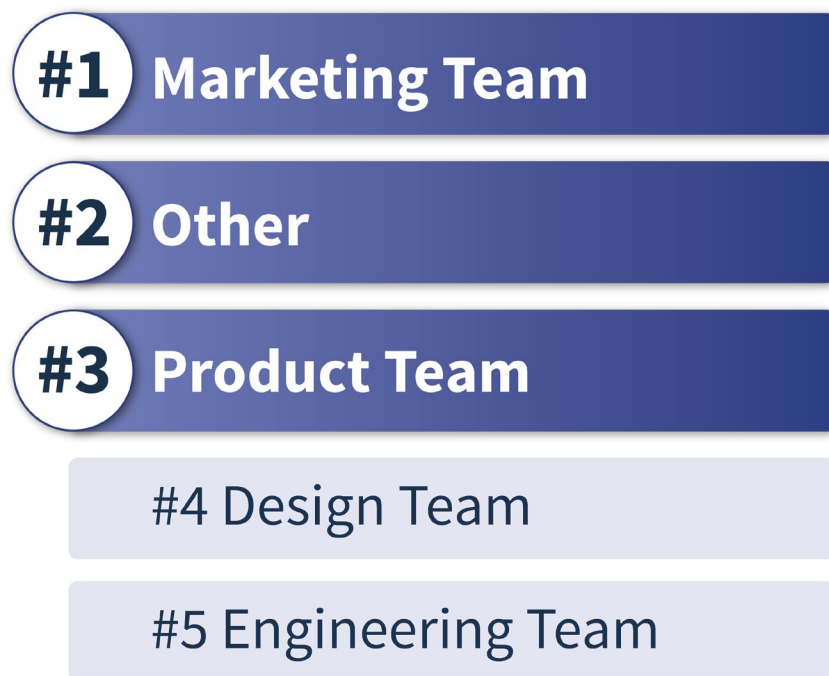 #1 Marketing Team
#2 Other
#3 Product Team
#4 Design Team
#5 Engineering Team